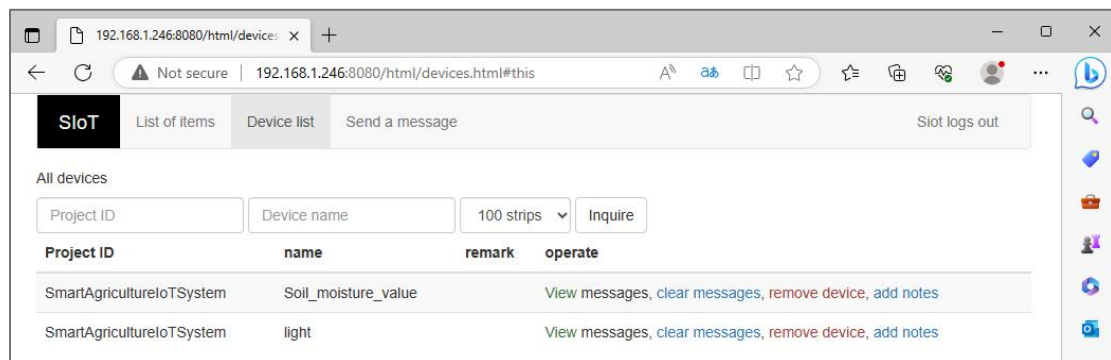 192.168.1.246:8080/html/devices
Not secure 192.168.1.246:8080/html/devices.html#this
SIoT List of items Device list Send a message Siot logs out
All devices
Project ID Device name 100 strips Inquire
Project ID name remark operate
SmartAgricultureIoTSystem Soil_moisture_value View messages, clear messages, remove device, add notes
SmartAgricultureIoTSystem light View messages, clear messages, remove device, add notes